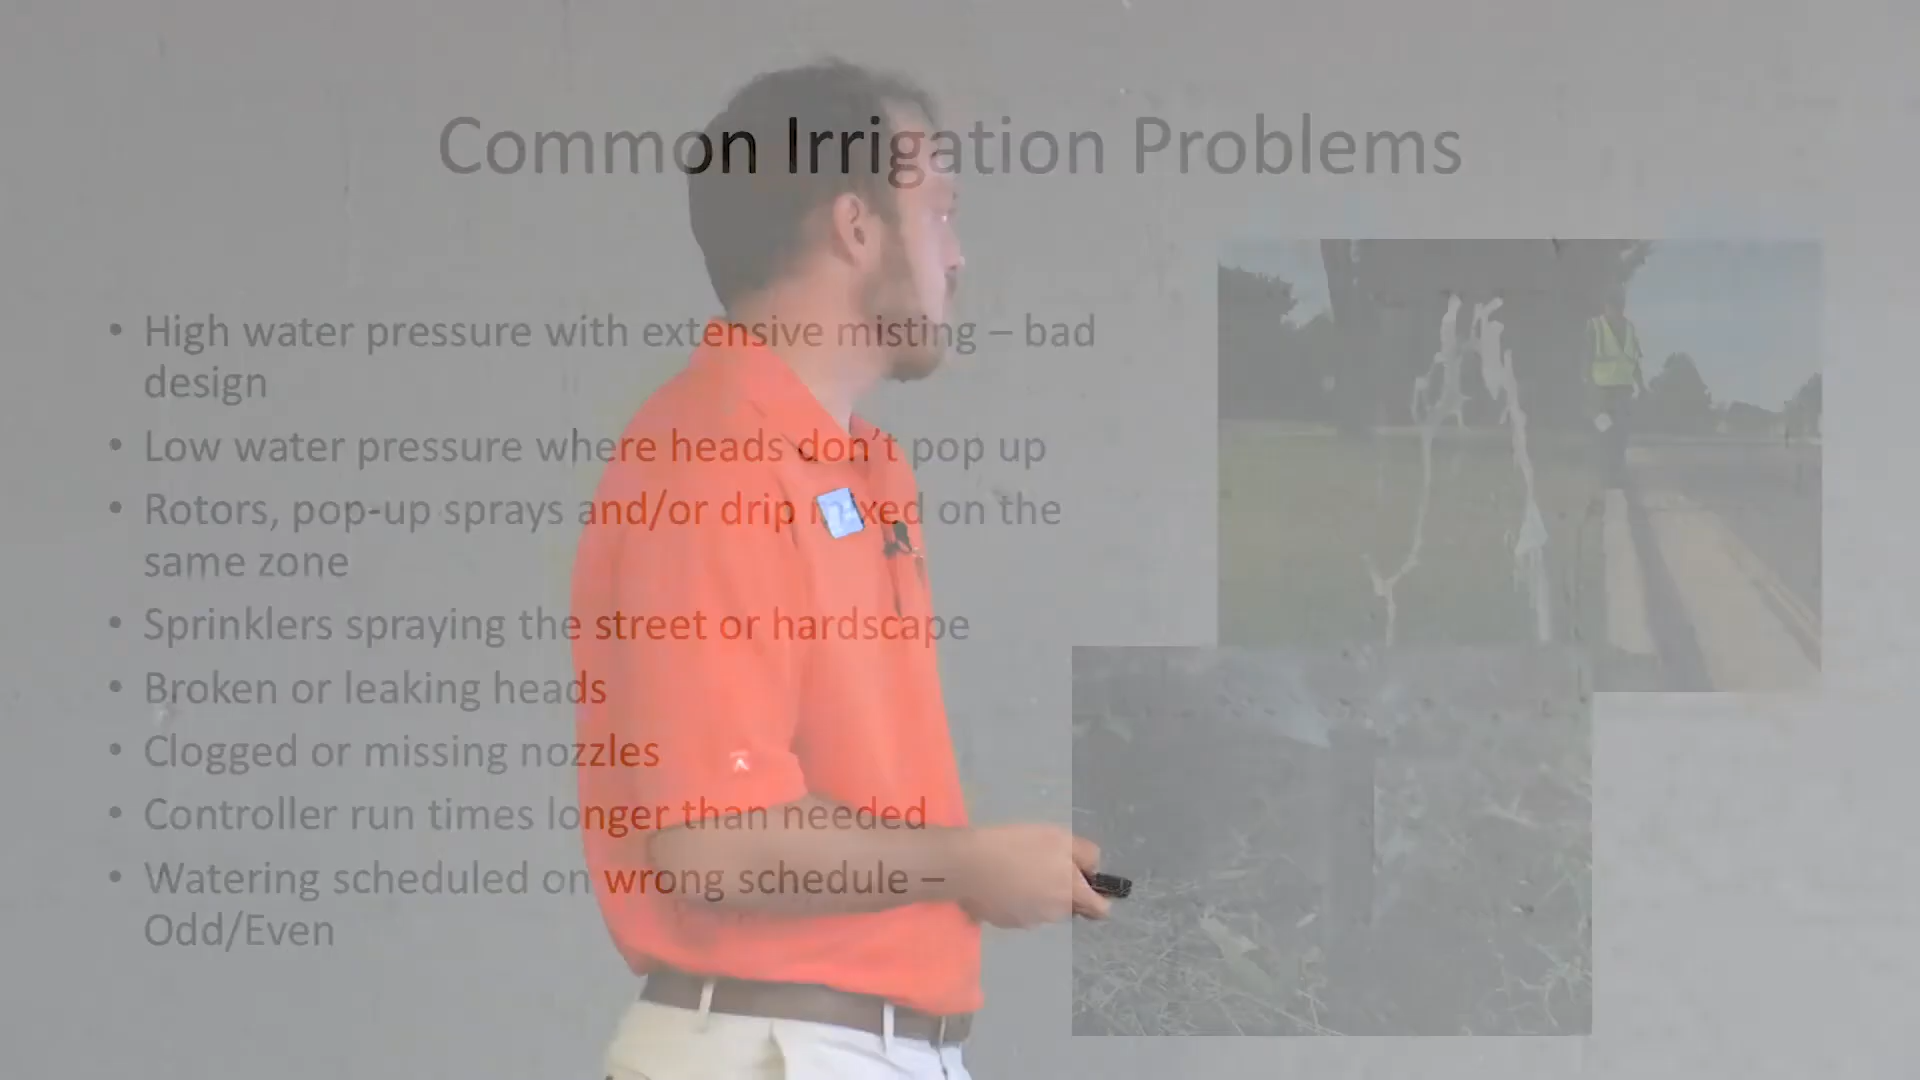 Common Irrigation Problems
• High water pressure with extensive misting – bad
design
• Low water pressure where heads don't pop up
• Rotors, pop-up sprays and/or drip mixed on the
same zone
• Sprinklers spraying the street or hardscape
• Broken or leaking heads
• Clogged or missing nozzles
• Controller run times longer than needed
• Watering scheduled on wrong schedule –
Odd/Even